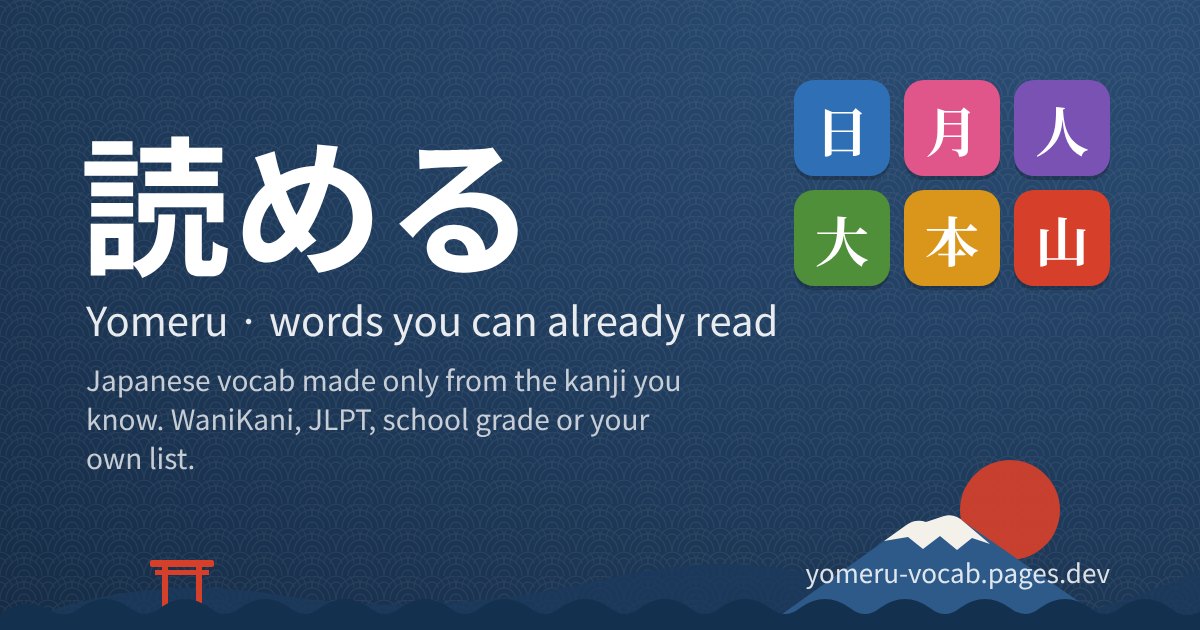 読める
Yomeru · words you can already read
Japanese vocab made only from the kanji you
know. WaniKani, JLPT, school grade or your
own list.
日 月 人
大 本 山
yomeru-vocab.pages.dev